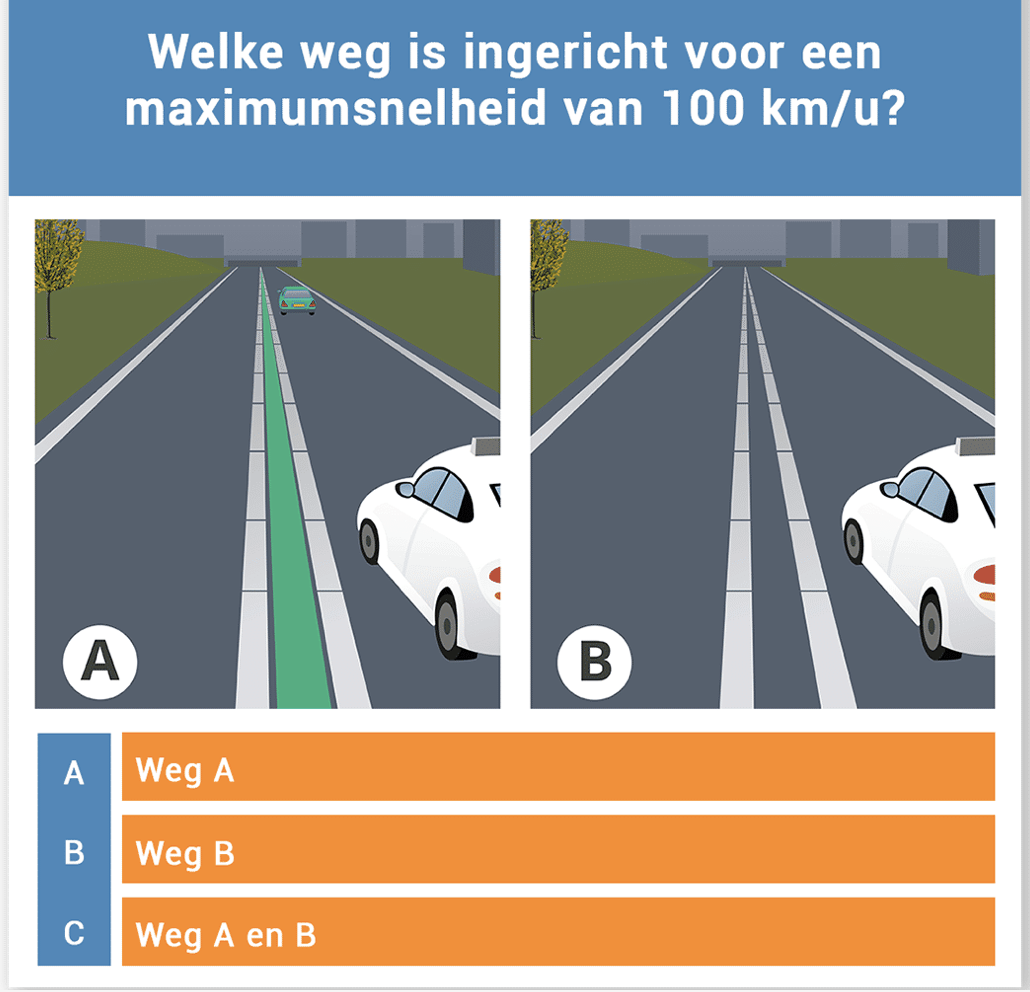 Welke weg is ingericht voor een
maximumsnelheid van 100 km/u?
A
B
A
Weg A
B
Weg B
C
Weg A en B